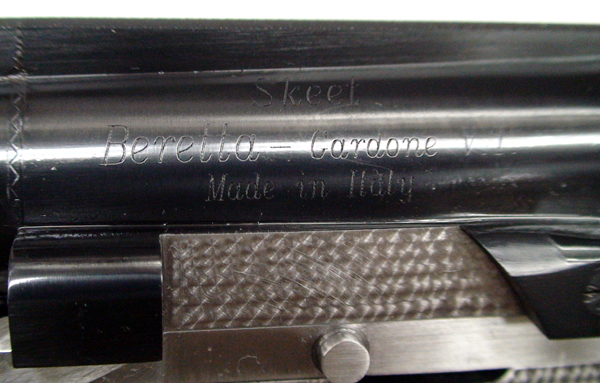 Skeet
Beretta - Gardone V.T.
Made in Italy